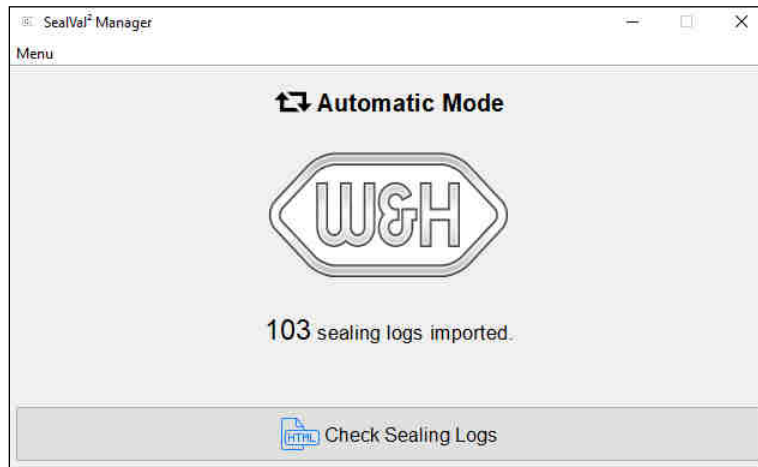 SealVal² Manager
Menu
Automatic Mode
W&H
103 sealing logs imported.
HTML Check Sealing Logs